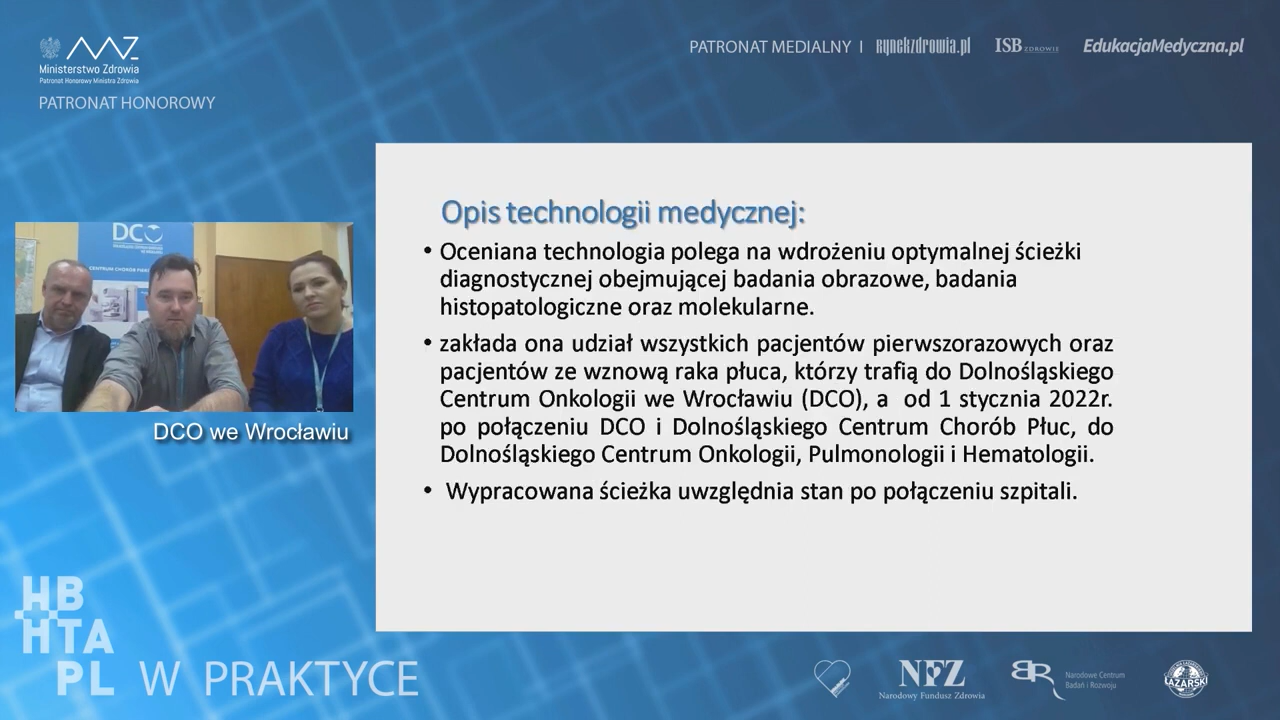 Ministerstwo Zdrowia
Patronat Honorowy Ministra Zdrowia
PATRONAT HONOROWY
PATRONAT MEDIALNY I rynekzdrowia.pl ISB ZDROWIE EdukacjaMedyczna.pl
DCO
CENTRUM CHORÓB
DCO we Wrocławiu
Opis technologii medycznej:
• Oceniana technologia polega na wdrożeniu optymalnej ścieżki
diagnostycznej obejmującej badania obrazowe, badania
histopatologiczne oraz molekularne.
• zakłada ona udział wszystkich pacjentów pierwszorazowych oraz
pacjentów ze wznową raka płuca, którzy trafią do Dolnośląskiego
Centrum Onkologii we Wrocławiu (DCO), a od 1 stycznia 2022r.
po połączeniu DCO i Dolnośląskiego Centrum Chorób Płuc, do
Dolnośląskiego Centrum Onkologii, Pulmonologii i Hematologii.
• Wypracowana ścieżka uwzględnia stan po połączeniu szpitali.
HB
HTA
PL W PRAKTYCE
NFZ
Narodowy Fundusz Zdrowia
BR
Narodowe Centrum
Badań i Rozwoju
ŁAZARSKI